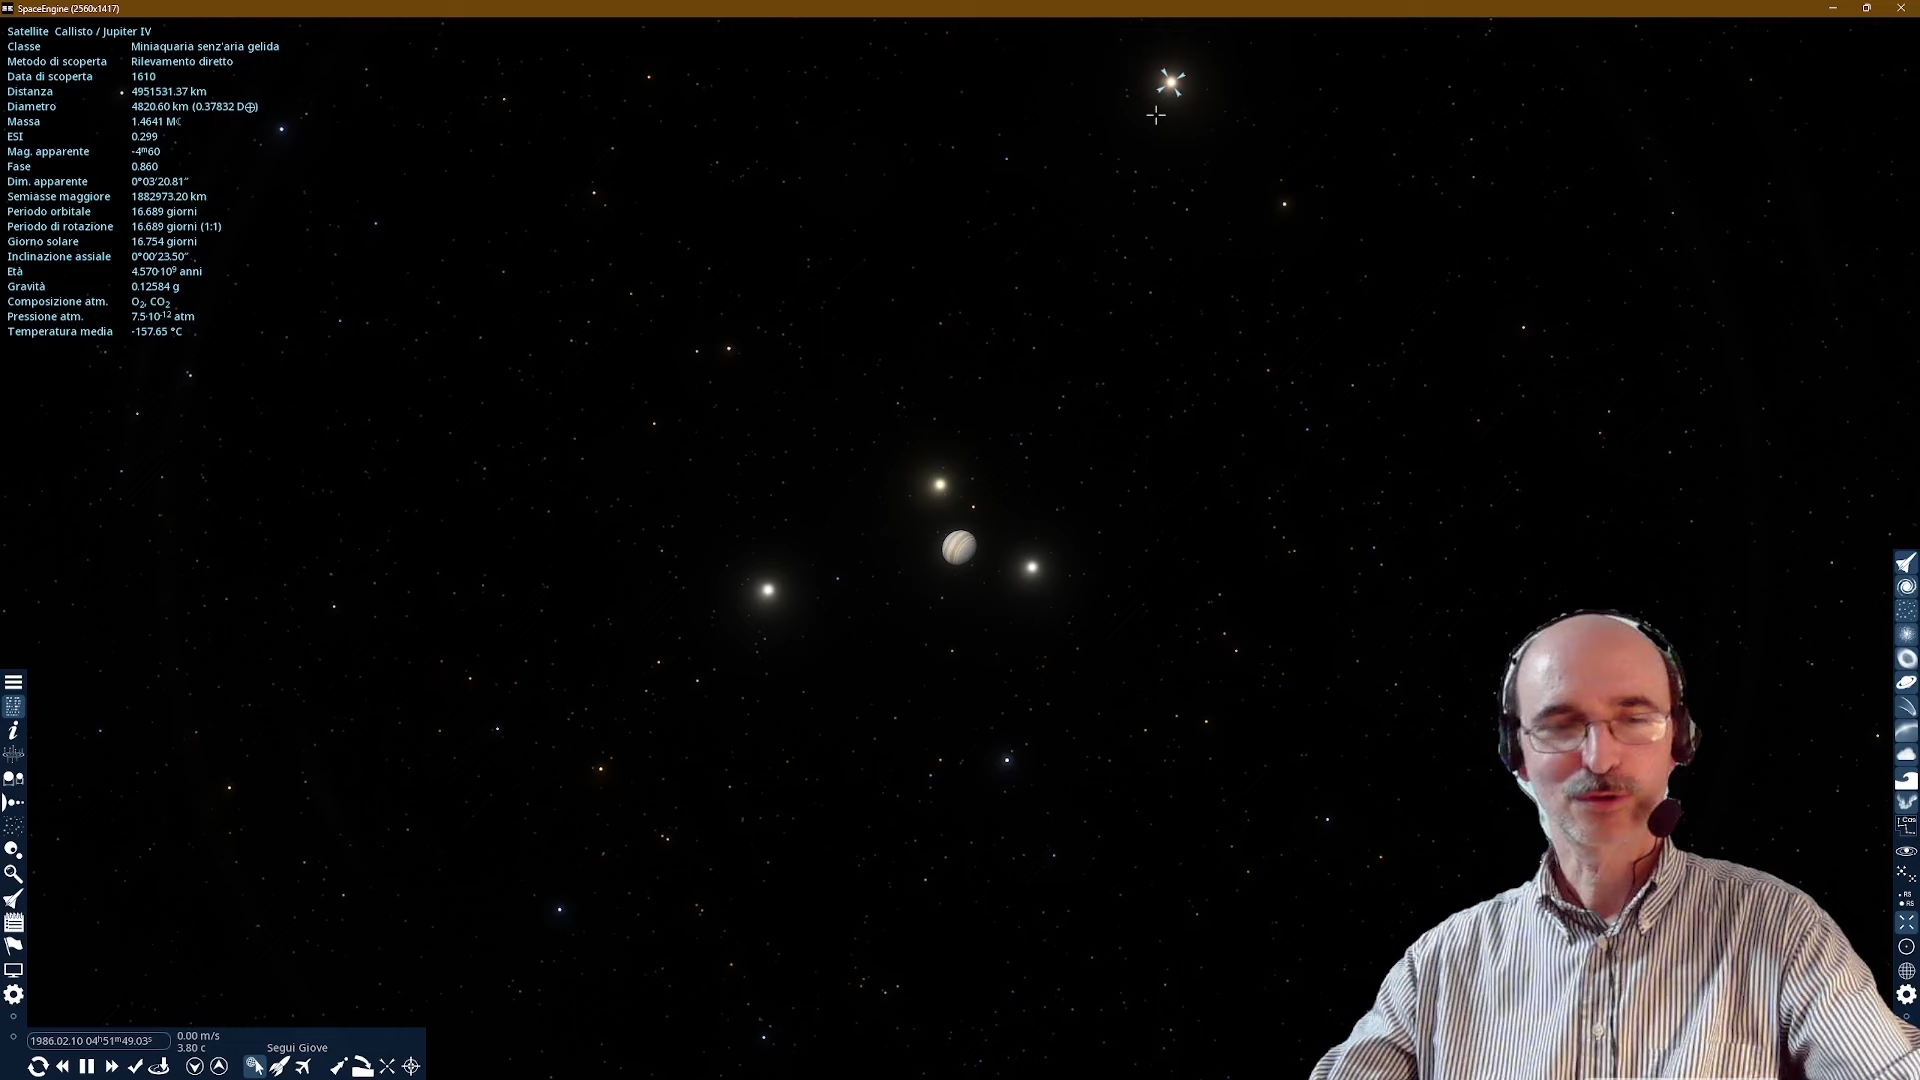 SpaceEngine (2560x1417)
Satellite Callisto / Jupiter IV
Classe Miniaquaria senz'aria gelida
Metodo di scoperta Rilevamento diretto
Data di scoperta 1610
Distanza 4951531.37 km
Diametro 4820.60 km (0.37832 D⊕)
Massa 1.4641 M☾
ESI 0.299
Mag. apparente -4ᵐ60
Fase 0.860
Dim. apparente 0°03'20.81"
Semiasse maggiore 1882973.20 km
Periodo orbitale 16.689 giorni
Periodo di rotazione 16.689 giorni (1:1)
Giorno solare 16.754 giorni
Inclinazione assiale 0°00'23.50"
Età 4.570·10⁹ anni
Gravità 0.12584 g
Composizione atm. O₂, CO₂
Pressione atm. 7.5·10⁻¹² atm
Temperatura media -157.65 °C
Cas
RS
RS
1986.02.10 04ʰ51ᵐ49.03ˢ
0.00 m/s
3.80 c
Segui Giove